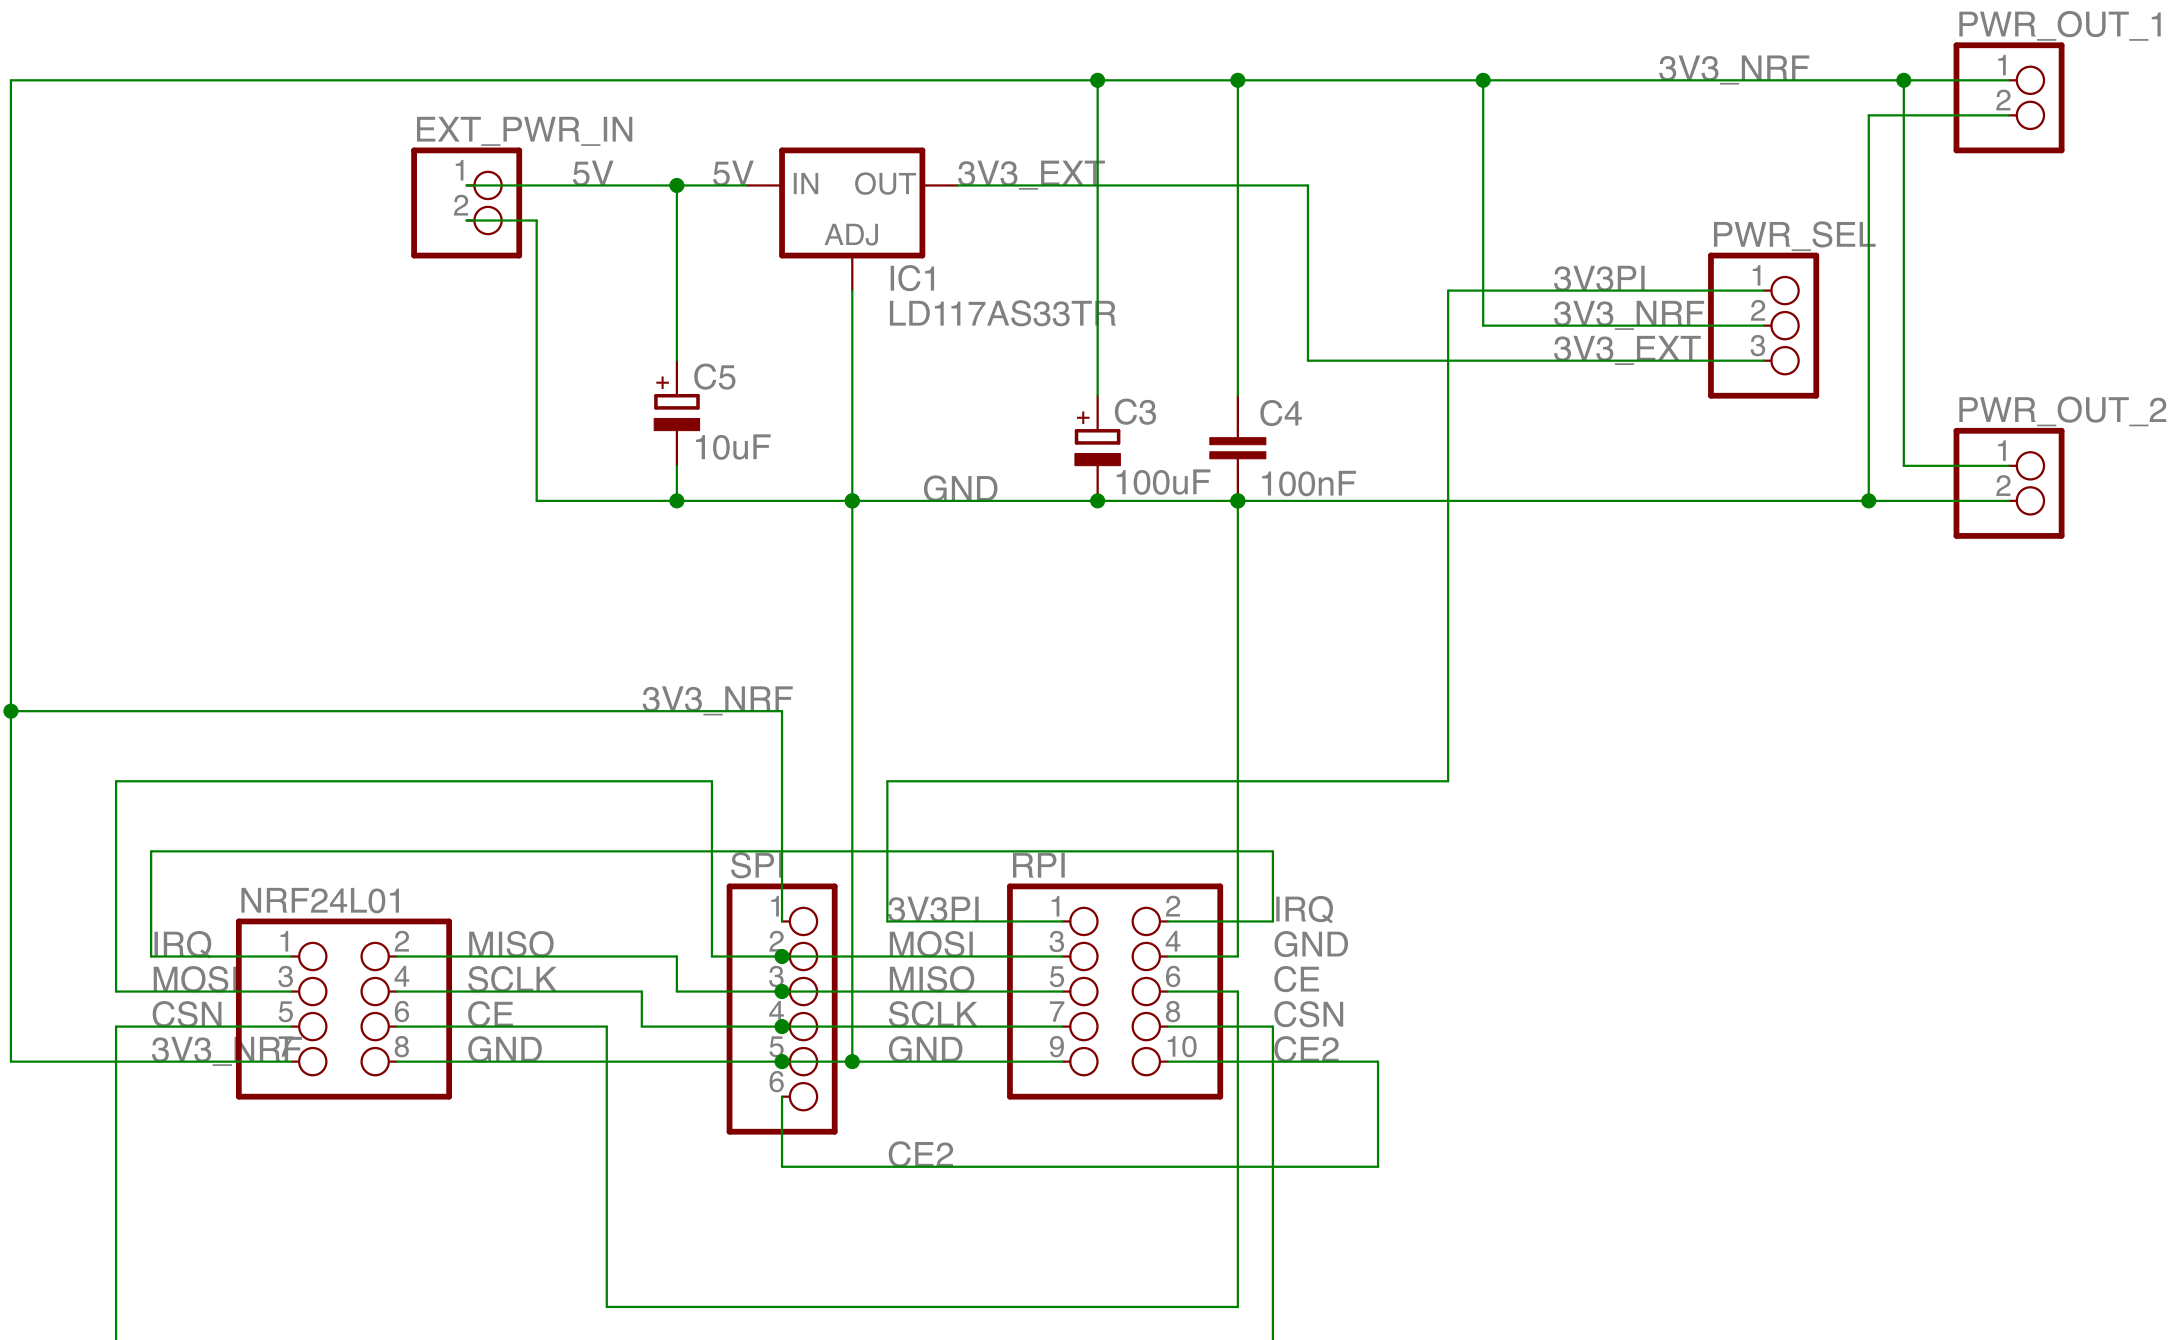 PWR_OUT_1
3V3_NRF
1
2
EXT_PWR_IN
1
2
5V
5V
IN
OUT
ADJ
3V3_EXT
IC1
LD117AS33TR
PWR_SEL
3V3PI
1
3V3_NRF
2
3V3_EXT
3
+
C5
10uF
+
C3
100uF
C4
100nF
GND
PWR_OUT_2
1
2
3V3_NRF
NRF24L01
IRQ
1
2
MISO
MOSI
3
4
SCLK
CSN
5
6
CE
3V3_NRF
7
8
GND
SPI
1
2
3
4
5
6
RPI
3V3PI
1
2
IRQ
MOSI
3
4
GND
MISO
5
6
CE
SCLK
7
8
CSN
GND
9
10
CE2
CE2